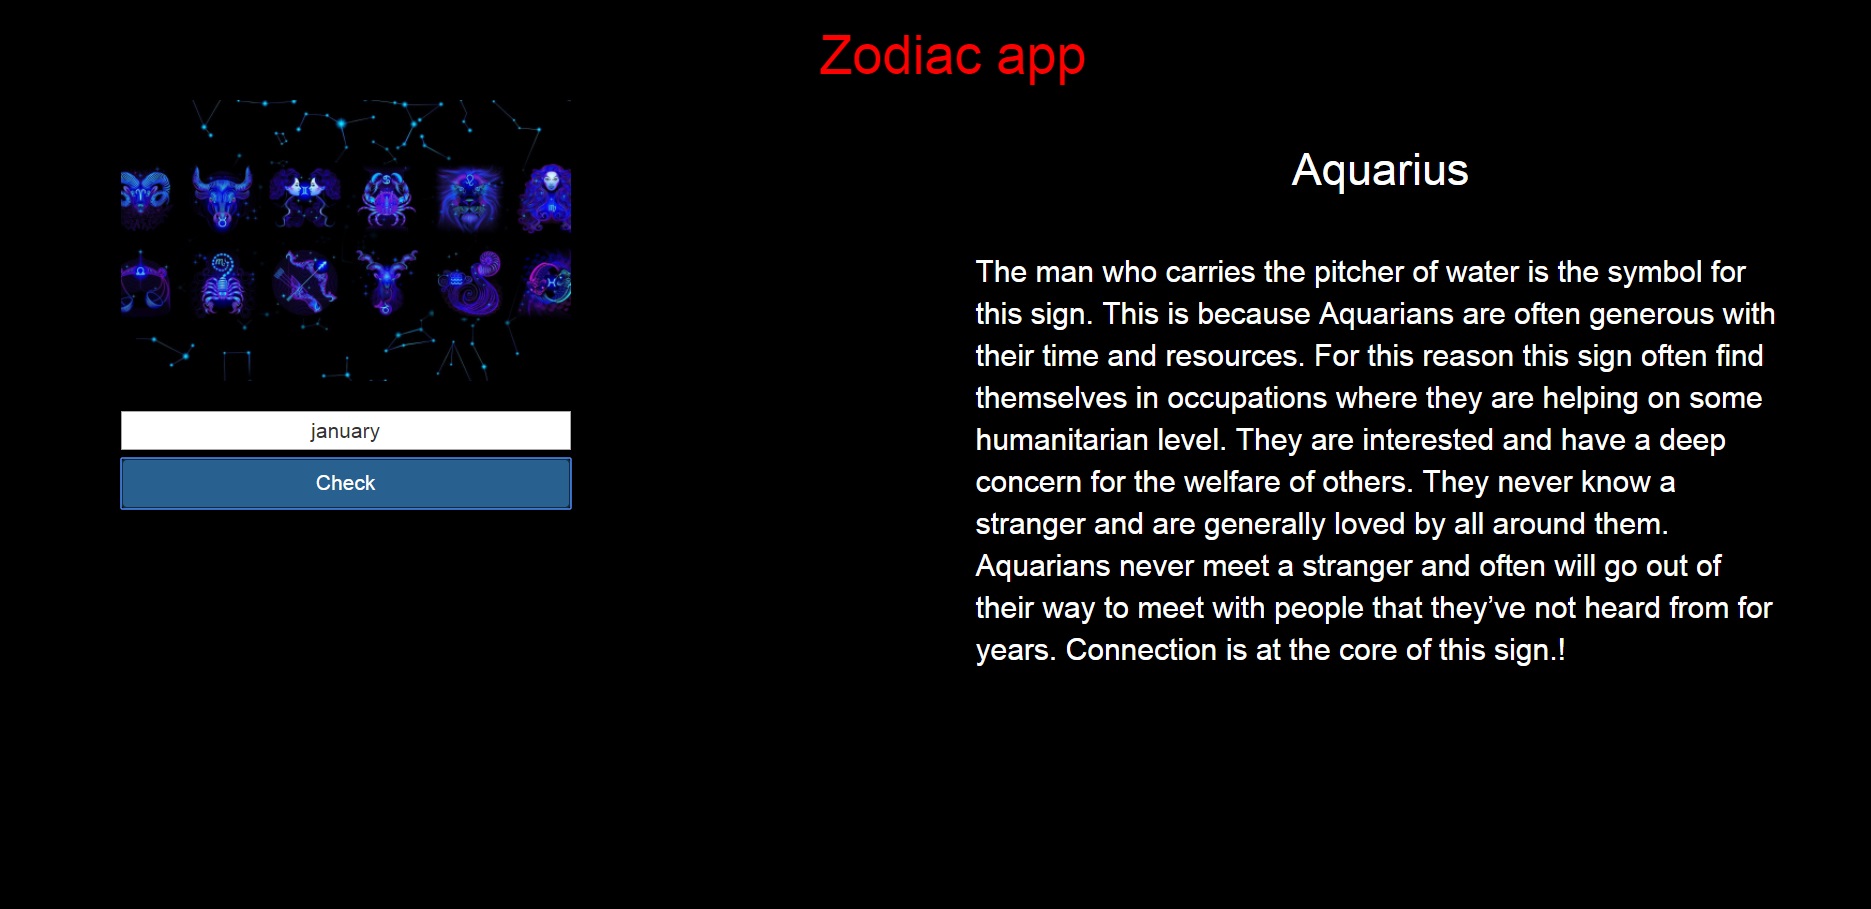 Zodiac app
january
Check
Aquarius
The man who carries the pitcher of water is the symbol for
this sign. This is because Aquarians are often generous with
their time and resources. For this reason this sign often find
themselves in occupations where they are helping on some
humanitarian level. They are interested and have a deep
concern for the welfare of others. They never know a
stranger and are generally loved by all around them.
Aquarians never meet a stranger and often will go out of
their way to meet with people that they’ve not heard from for
years. Connection is at the core of this sign.!